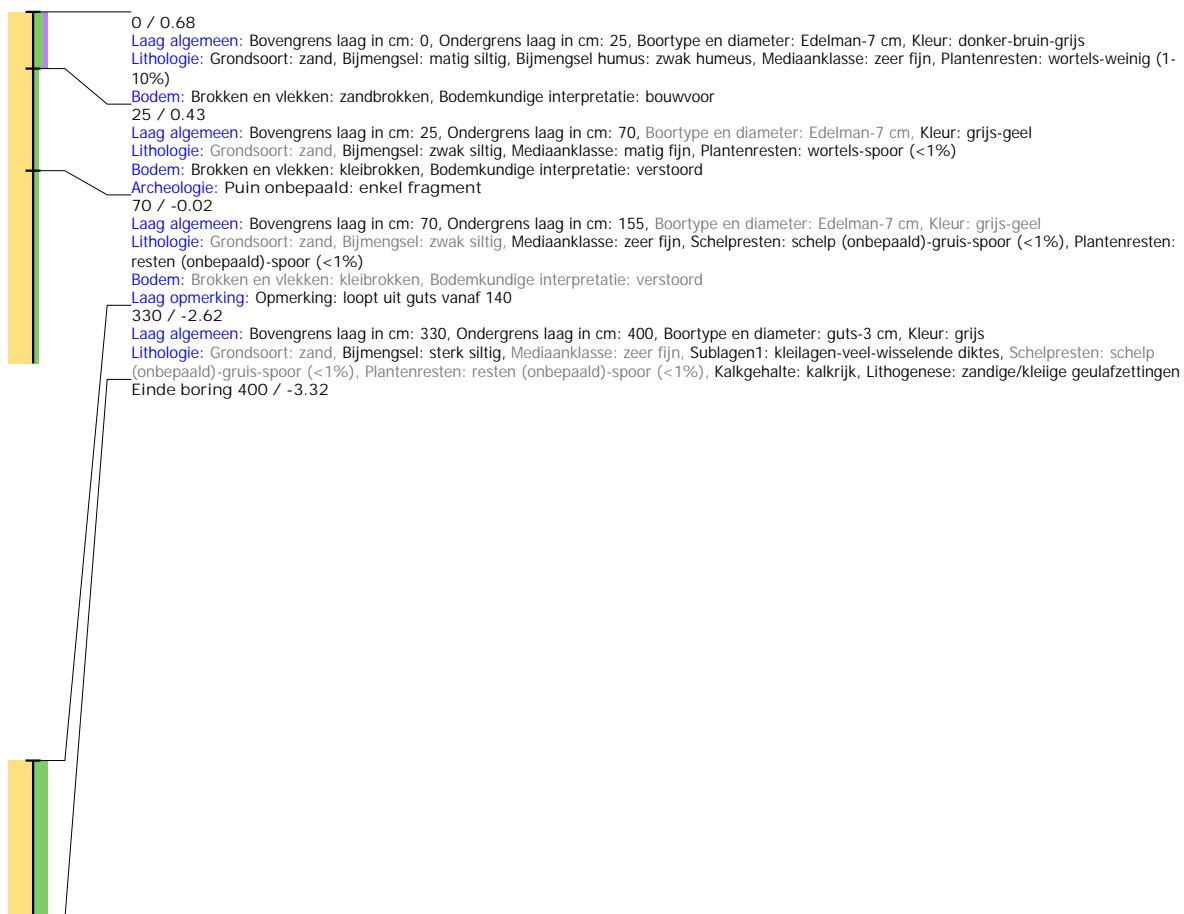 0 / 0.68
Laag algemeen: Bovengrens laag in cm: 0, Ondergrens laag in cm: 25, Boortype en diameter: Edelman-7 cm, Kleur: donker-bruin-grijs
Lithologie: Grondsoort: zand, Bijmengsel: matig siltig, Bijmengsel humus: zwak humeus, Mediaanklasse: zeer fijn, Plantenresten: wortels-weinig (1-
10%)
Bodem: Brokken en vlekken: zandbrokken, Bodemkundige interpretatie: bouwvoor
25 / 0.43
Laag algemeen: Bovengrens laag in cm: 25, Ondergrens laag in cm: 70, Boortype en diameter: Edelman-7 cm, Kleur: grijs-geel
Lithologie: Grondsoort: zand, Bijmengsel: zwak siltig, Mediaanklasse: matig fijn, Plantenresten: wortels-spoor (<1%)
Bodem: Brokken en vlekken: kleibrokken, Bodemkundige interpretatie: verstoord
Archeologie: Puin onbepaald: enkel fragment
70 / -0.02
Laag algemeen: Bovengrens laag in cm: 70, Ondergrens laag in cm: 155, Boortype en diameter: Edelman-7 cm, Kleur: grijs-geel
Lithologie: Grondsoort: zand, Bijmengsel: zwak siltig, Mediaanklasse: zeer fijn, Schelpresten: schelp (onbepaald)-gruis-spoor (<1%), Plantenresten:
resten (onbepaald)-spoor (<1%)
Bodem: Brokken en vlekken: kleibrokken, Bodemkundige interpretatie: verstoord
Laag opmerking: Opmerking: loopt uit guts vanaf 140
330 / -2.62
Laag algemeen: Bovengrens laag in cm: 330, Ondergrens laag in cm: 400, Boortype en diameter: guts-3 cm, Kleur: grijs
Lithologie: Grondsoort: zand, Bijmengsel: sterk siltig, Mediaanklasse: zeer fijn, Sublagen1: kleilagen-veel-wisselende diktes, Schelpresten: schelp
(onbepaald)-gruis-spoor (<1%), Plantenresten: resten (onbepaald)-spoor (<1%), Kalkgehalte: kalkrijk, Lithogenese: zandige/kleiige geulafzettingen
Einde boring 400 / -3.32